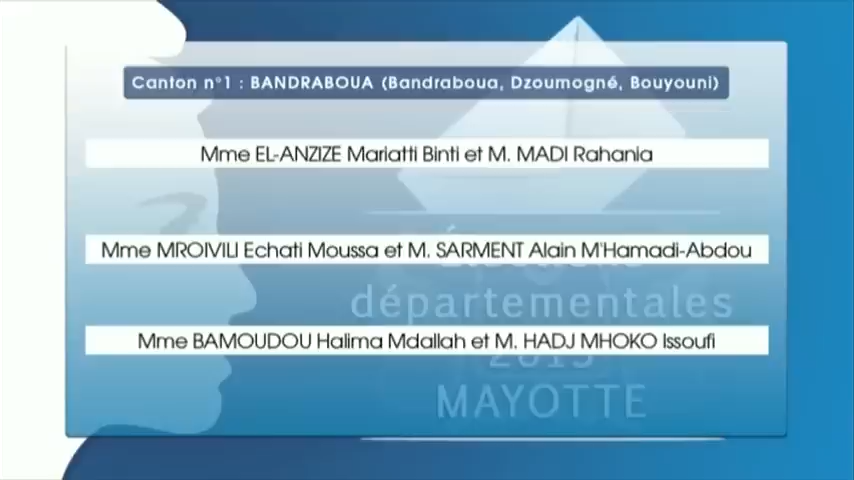 Canton n°1 : BANDRABOUA (Bandraboua, Dzoumogné, Bouyouni)
Mme EL-ANZIZE Mariatti Binti et M. MADI Rahania
Mme MROIVILI Echati Moussa et M. SARMENT Alain M'Hamadi-Abdou
départementales
Mme BAMOUDOU Halima Mdallah et M. HADJ MHOKO Issoufi
2015
MAYOTTE